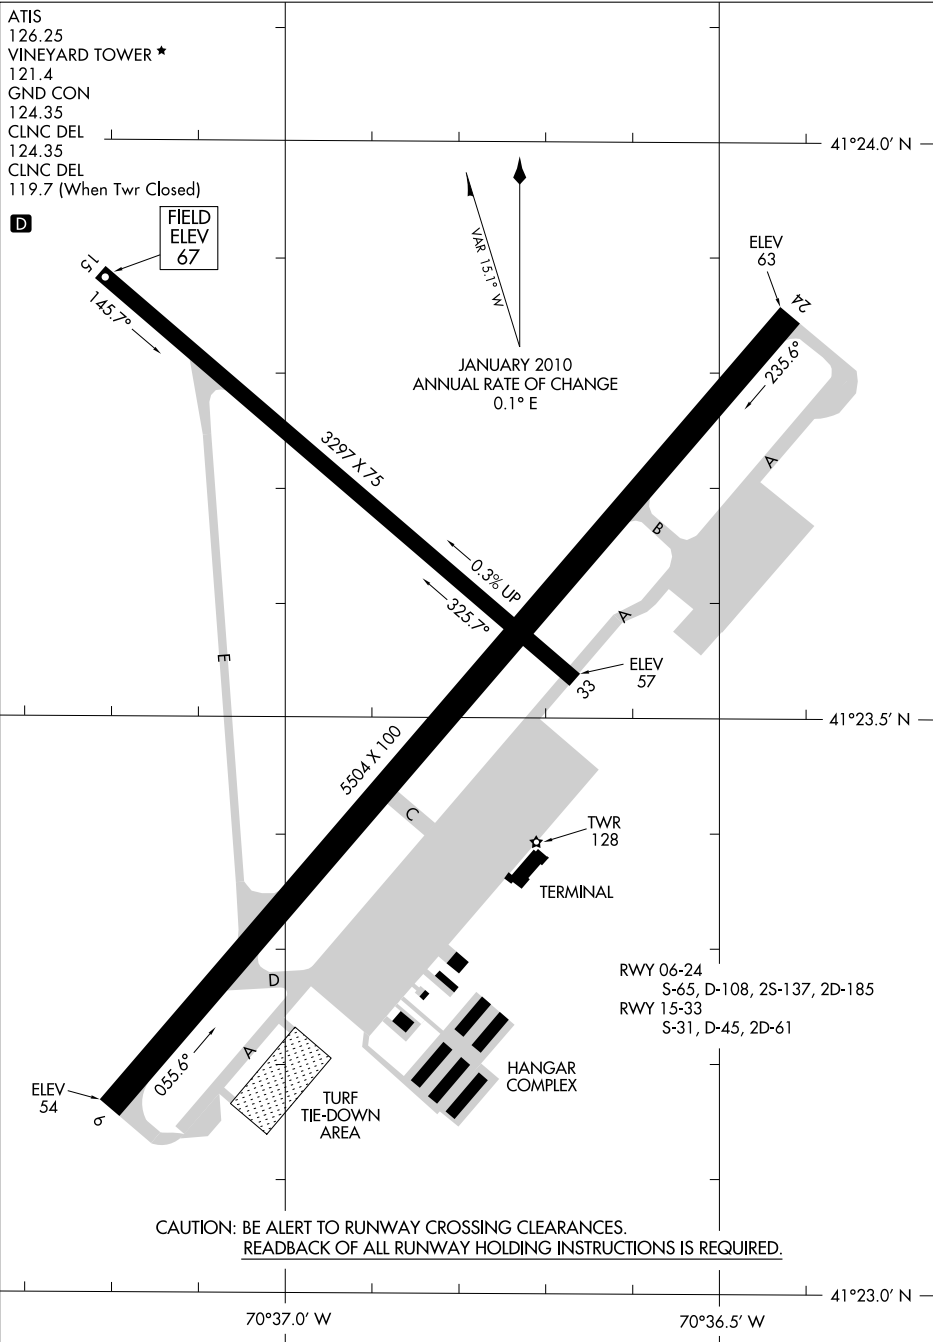 ATIS
126.25
VINEYARD TOWER ★
121.4
GND CON
124.35
CLNC DEL
124.35
CLNC DEL
119.7 (When Twr Closed)
D
FIELD
ELEV
67
15
145.7°
VAR 15.1° W
JANUARY 2010
ANNUAL RATE OF CHANGE
0.1° E
41°24.0' N
ELEV
63
24
235.6°
A
B
A
3297 X 75
0.3% UP
325.7°
ELEV
57
33
E
41°23.5' N
5504 X 100
C
TWR
128
TERMINAL
D
RWY 06-24
S-65, D-108, 2S-137, 2D-185
RWY 15-33
S-31, D-45, 2D-61
A
055.6°
ELEV
54
6
TURF
TIE-DOWN
AREA
HANGAR
COMPLEX
CAUTION: BE ALERT TO RUNWAY CROSSING CLEARANCES.
READBACK OF ALL RUNWAY HOLDING INSTRUCTIONS IS REQUIRED.
41°23.0' N
70°37.0' W
70°36.5' W